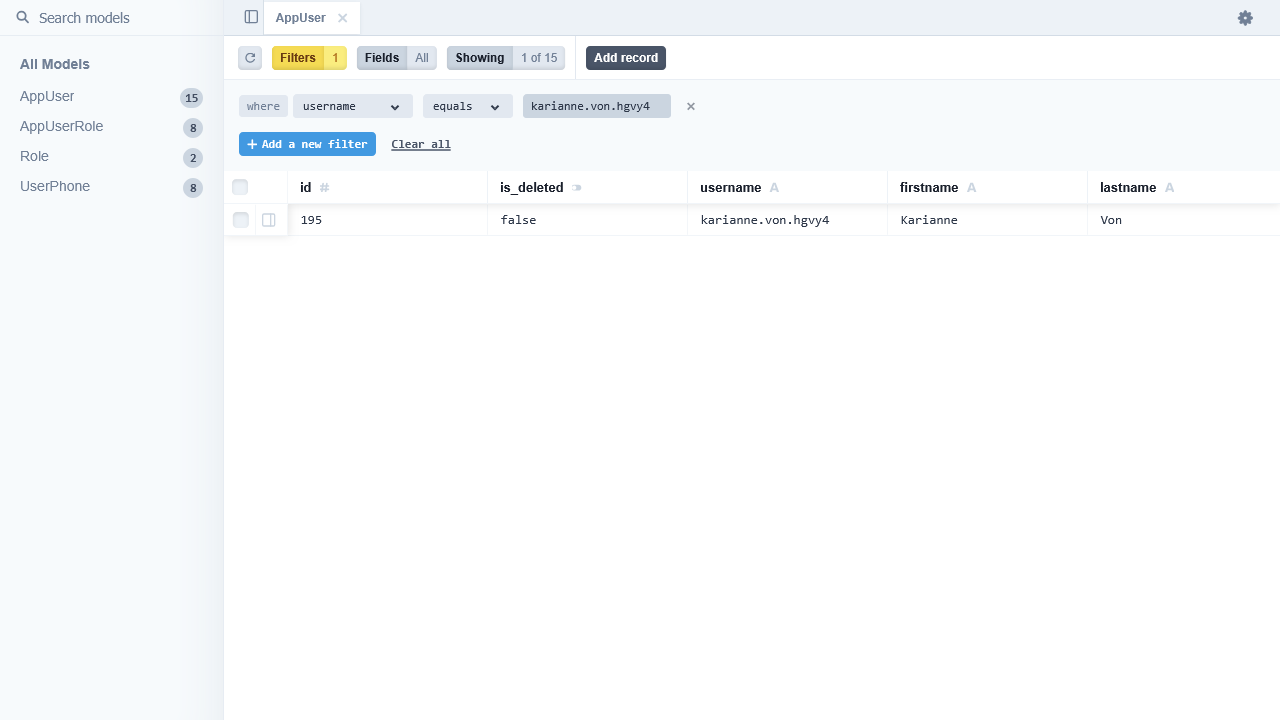 Search models
AppUser
All Models
AppUser 15
AppUserRole 8
Role 2
UserPhone 8
Filters 1 Fields All Showing 1 of 15 Add record
where username equals karianne.von.hgvy4
Add a new filter Clear all
id # is_deleted username A firstname A lastname A
195 false karianne.von.hgvy4 Karianne Von